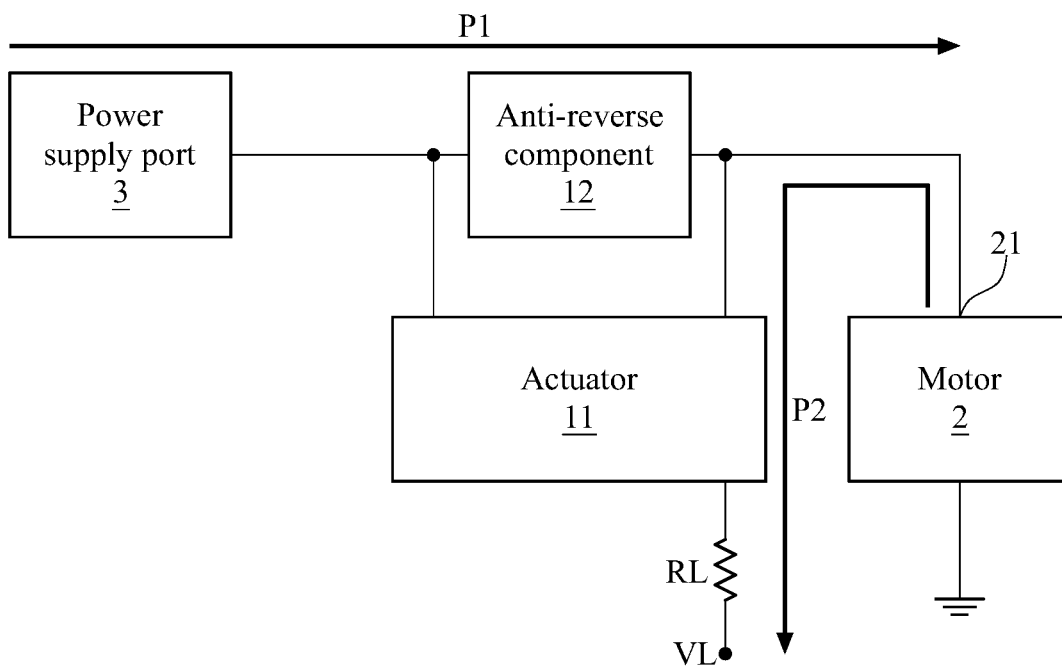 P1
Power
supply port
3
Anti-reverse
component
12
21
Actuator
11
Motor
2
P2
RL
VL